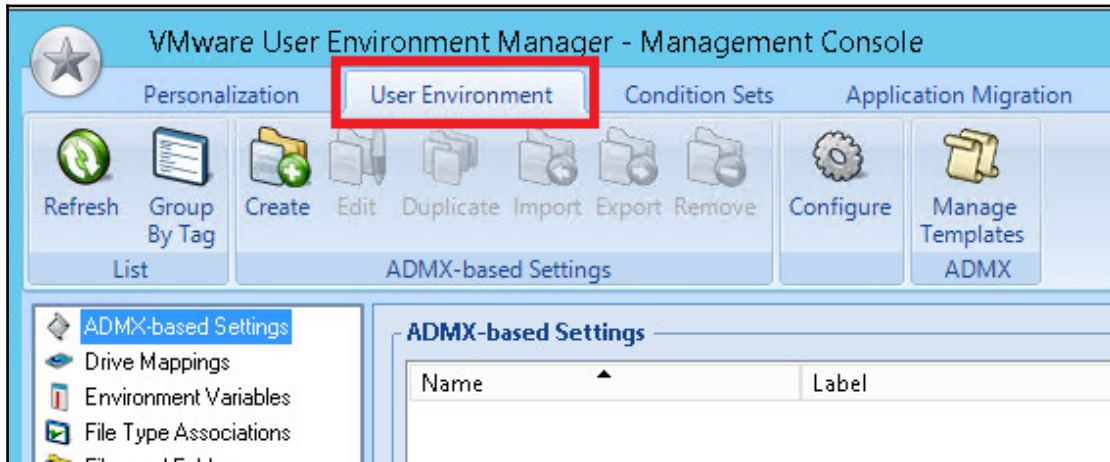 VMware User Environment Manager - Management Console
Personalization User Environment Condition Sets Application Migration
Refresh Group By Tag Create Edit Duplicate Import Export Remove Configure Manage Templates
List ADMX-based Settings ADMX
ADMX-based Settings
Drive Mappings
Environment Variables
File Type Associations
ADMX-based Settings
Name Label